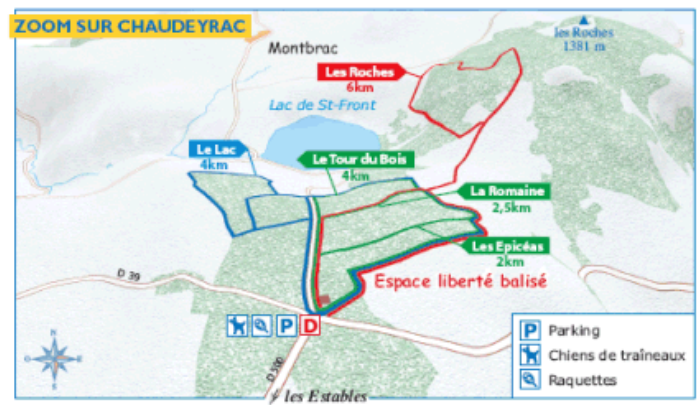 ZOOM SUR CHAUDEYRAC
les Roches
1381 m
Montbrac
Les Roches
6km
Lac de St-Front
Le Lac
4km
Le Tour du Bois
4km
La Romaine
2,5km
Les Epicéas
2km
Espace liberté balisé
D 39
P D
D 500
les Estables
N
O E
S
P Parking
Chiens de traîneaux
Raquettes